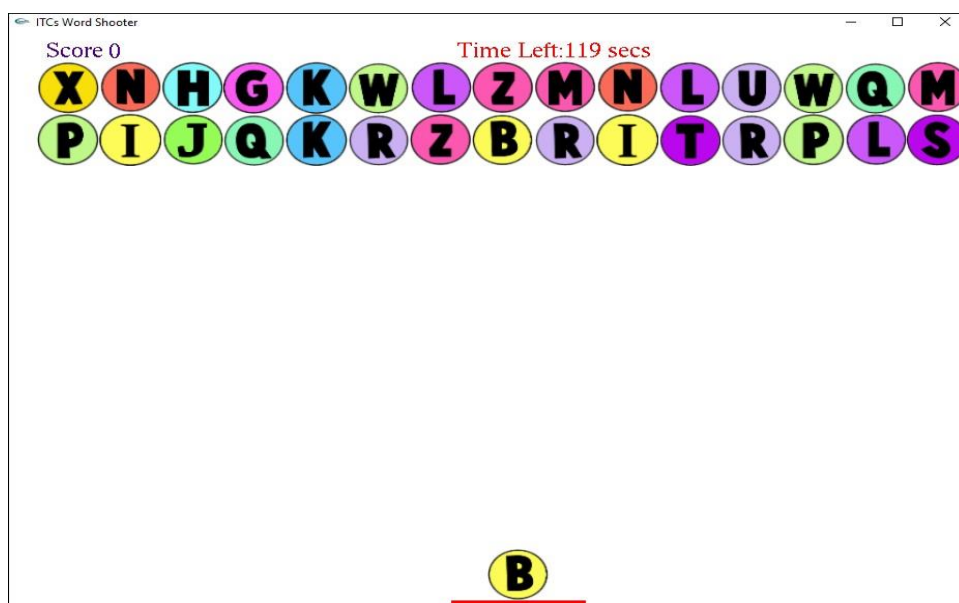 ITCs Word Shooter
Score 0 Time Left:119 secs
X N H G K W L Z M N L U W Q M
P I J Q K R Z B R I T R P L S
B